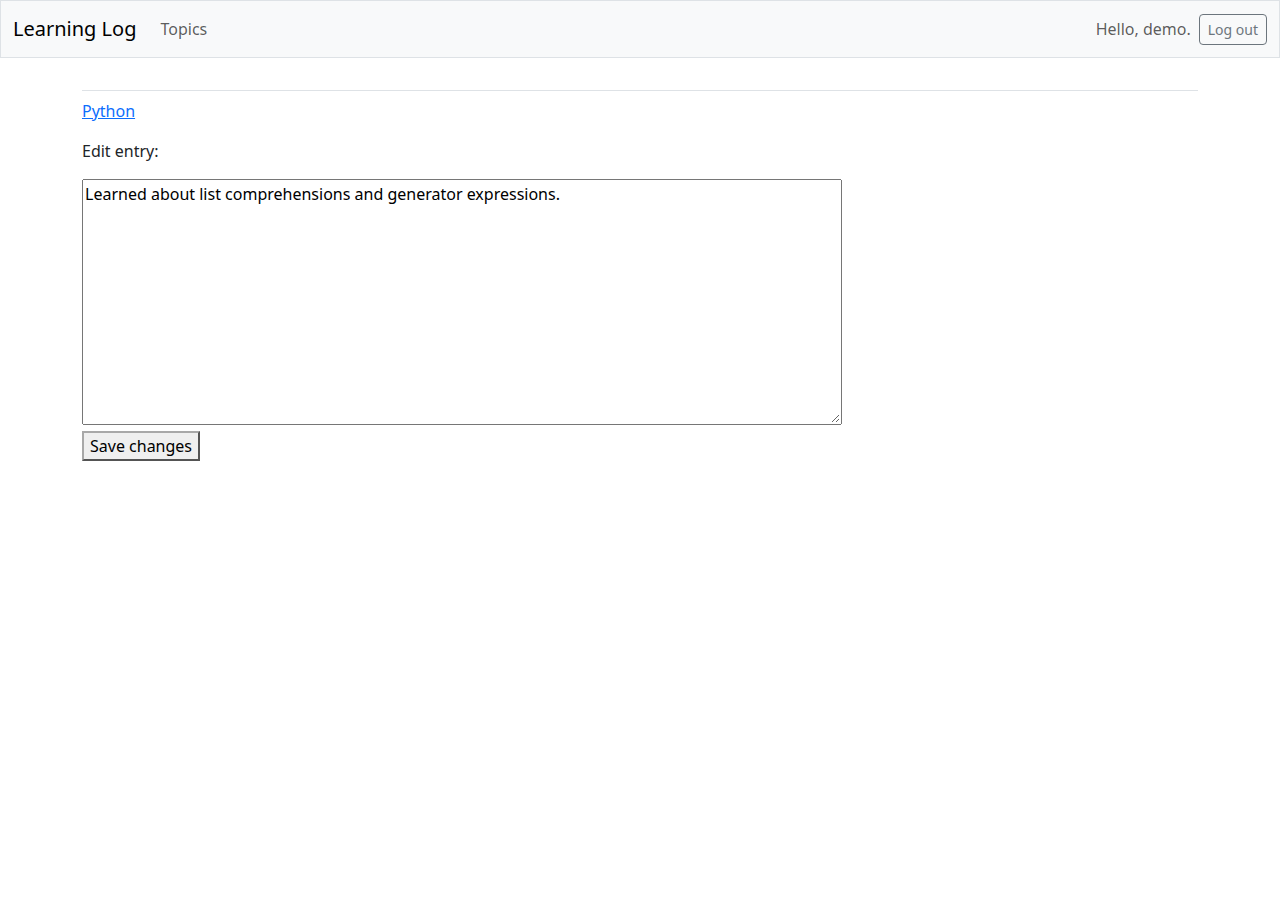 Learning Log Topics Hello, demo. Log out
Python
Edit entry:
Learned about list comprehensions and generator expressions.
Save changes